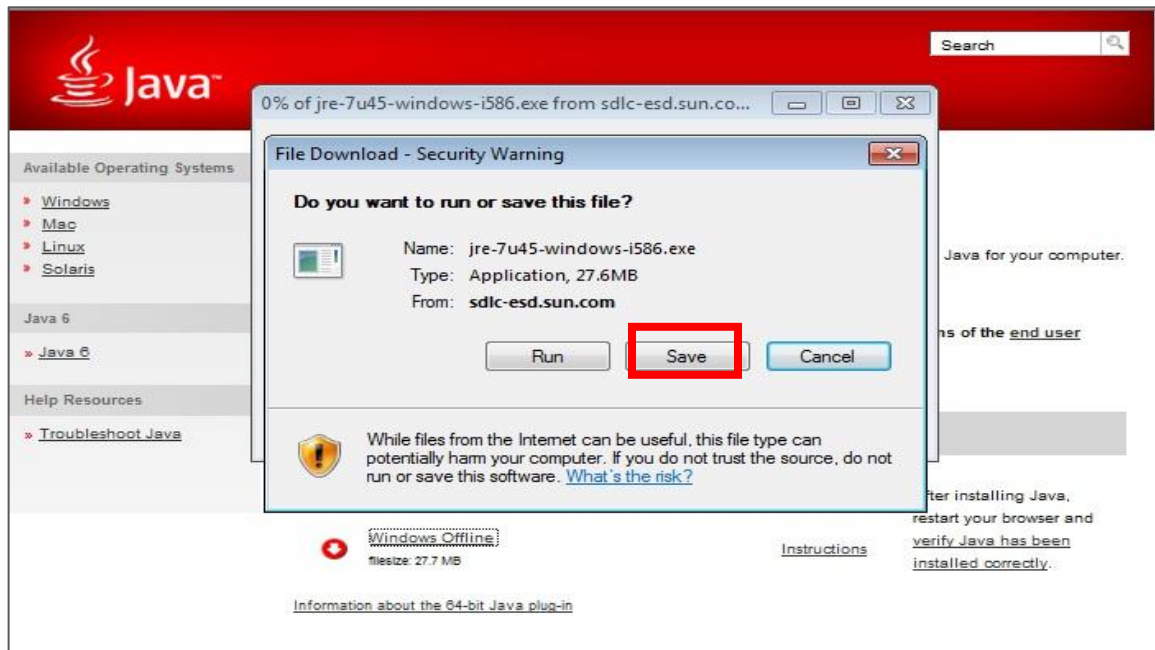 Search
Java™
0% of jre-7u45-windows-i586.exe from sdlc-esd.sun.co...
File Download - Security Warning
Available Operating Systems
» Windows
» Mac
» Linux
» Solaris
Do you want to run or save this file?
Name: jre-7u45-windows-i586.exe
Type: Application, 27.6MB
From: sdlc-esd.sun.com
Java for your computer.
Java 6
» Java 6
of the end user
Run Save Cancel
Help Resources
» Troubleshoot Java
While files from the Internet can be useful, this file type can
potentially harm your computer. If you do not trust the source, do not
run or save this software. What's the risk?
installing Java,
restart your browser and
verify Java has been
installed correctly.
Windows Offline
filesize: 27.7 MB
Instructions
Information about the 64-bit Java plug-in